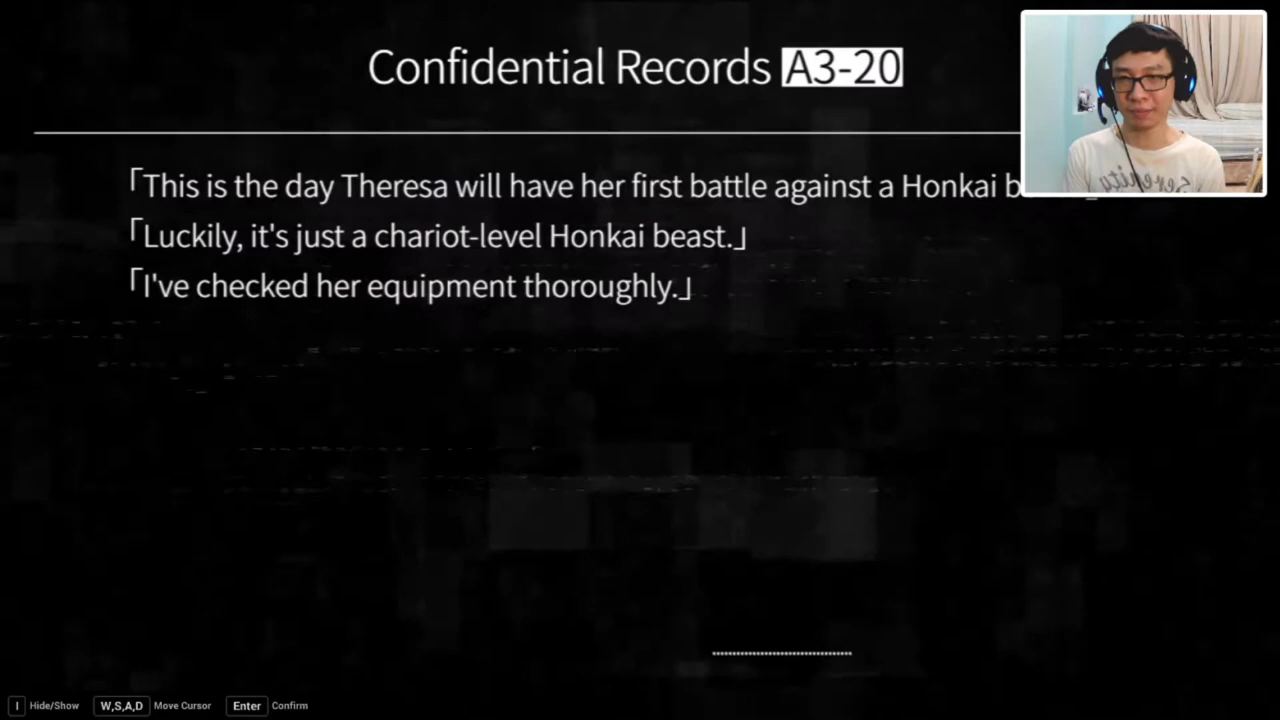 Confidential Records A3-20
「This is the day Theresa will have her first battle against a Honkai
「Luckily, it's just a chariot-level Honkai beast.」
「I've checked her equipment thoroughly.」
Serenity
I Hide/Show W,S,A,D Move Cursor Enter Confirm